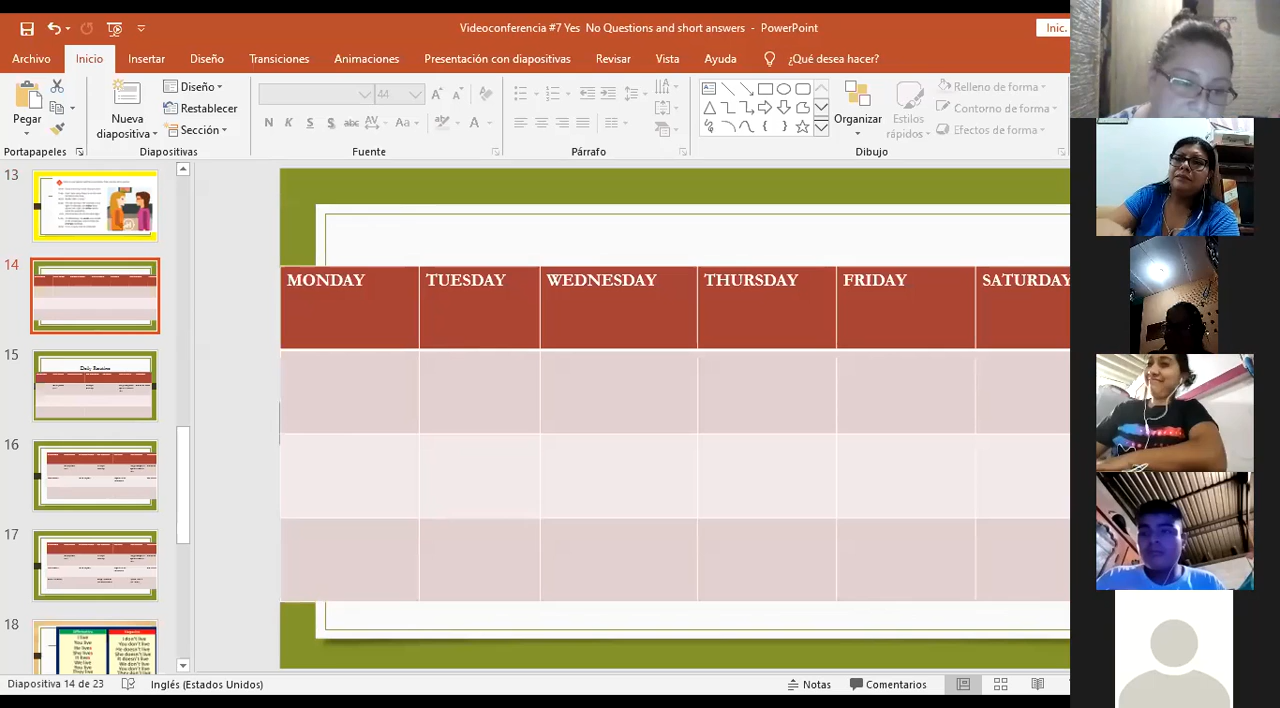 Videoconferencia #7 Yes No Questions and short answers - PowerPoint
Inic.
Archivo Inicio Insertar Diseño Transiciones Animaciones Presentación con diapositivas Revisar Vista Ayuda ¿Qué desea hacer?
Pegar
Nueva diapositiva
Diseño
Restablecer
Sección
44
N K S S abc AV Aa A
Organizar
Estilos rápidos
Relleno de forma
Contorno de forma
Efectos de forma
Portapapeles Diapositivas Fuente Párrafo Dibujo
13
14
15
Daily Routine
16
17
18
MONDAY TUESDAY WEDNESDAY THURSDAY FRIDAY SATURDAY
Diapositiva 14 de 23 Inglés (Estados Unidos) Notas Comentarios